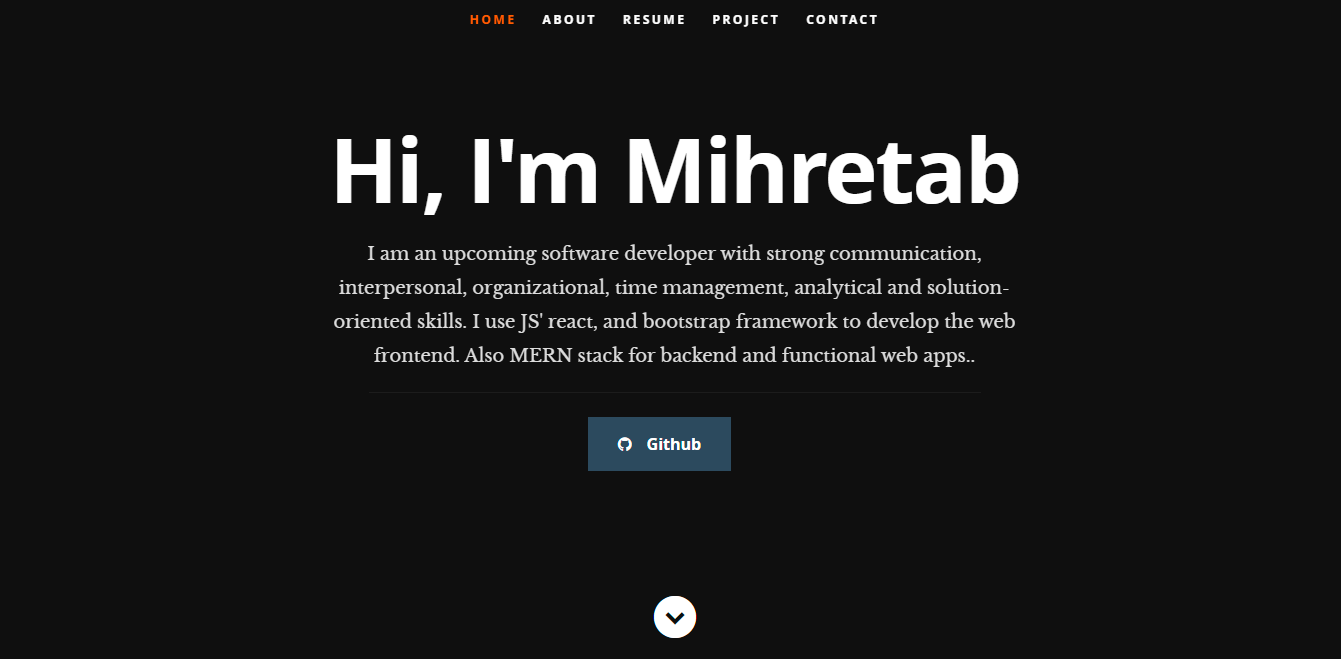 HOME ABOUT RESUME PROJECT CONTACT
Hi, I'm Mihretab
I am an upcoming software developer with strong communication,
interpersonal, organizational, time management, analytical and solution-
oriented skills. I use JS' react, and bootstrap framework to develop the web
frontend. Also MERN stack for backend and functional web apps..
Github